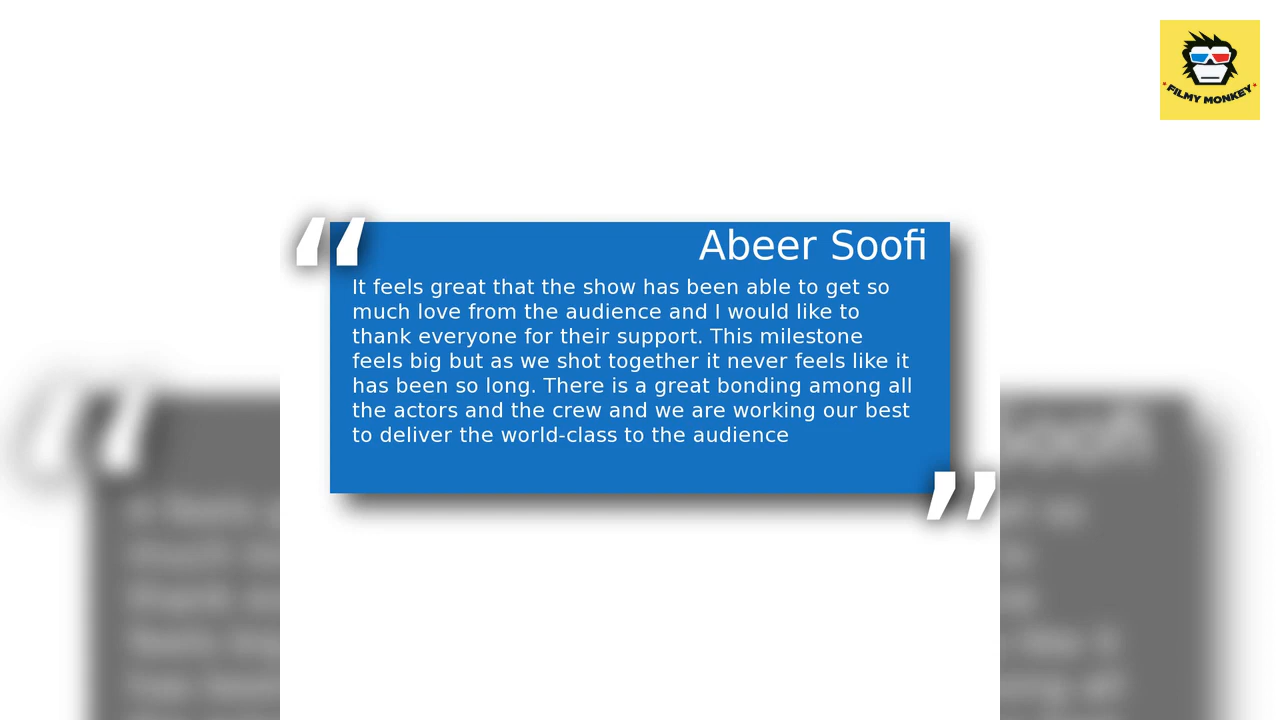 FILMY MONKEY
“
Abeer Soofi
It feels great that the show has been able to get so
much love from the audience and I would like to
thank everyone for their support. This milestone
feels big but as we shot together it never feels like it
has been so long. There is a great bonding among all
the actors and the crew and we are working our best
to deliver the world-class to the audience
”